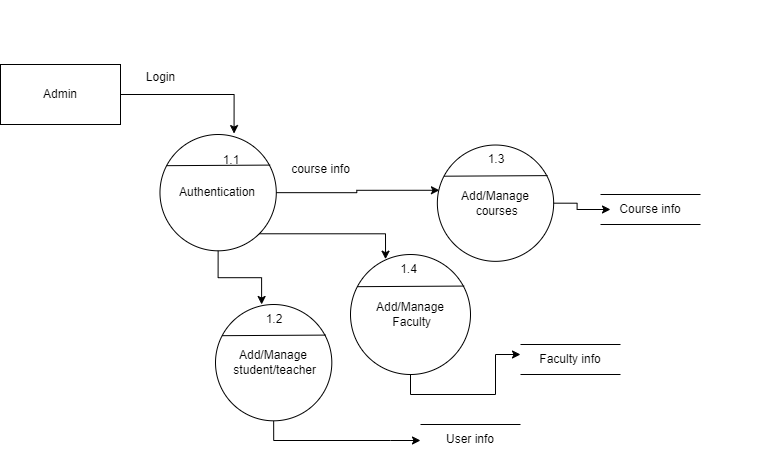 Login
Admin
1.1
Authentication
course info
1.3
Add/Manage
courses
Course info
1.4
Add/Manage
Faculty
1.2
Add/Manage
student/teacher
Faculty info
User info